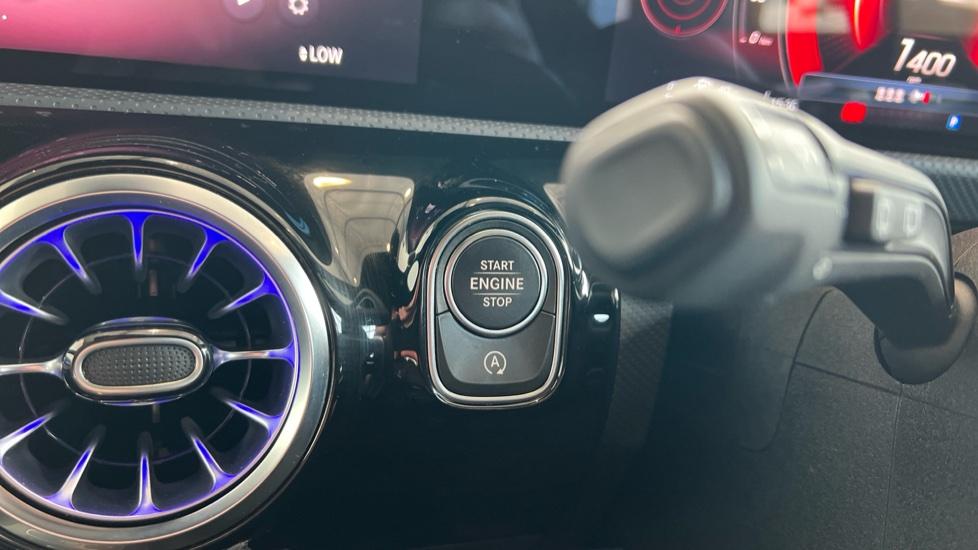 LOW
1400
P
START
ENGINE
STOP
A